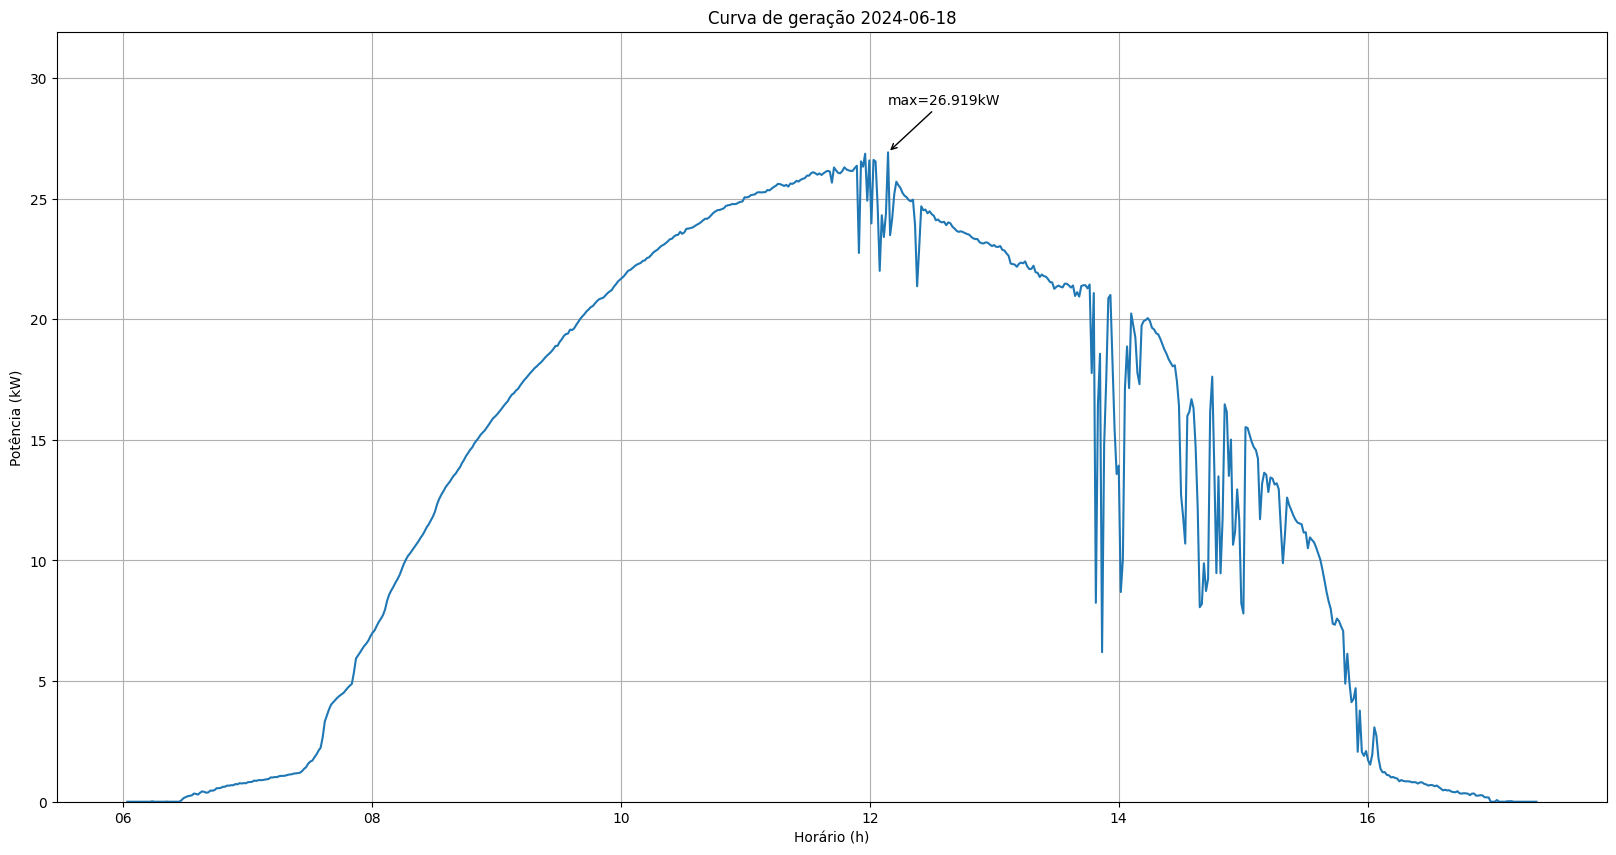 Curva de geração 2024-06-18
max=26.919kW
Potência (kW)
30
25
20
15
10
5
0
06 08 10 12 14 16
Horário (h)